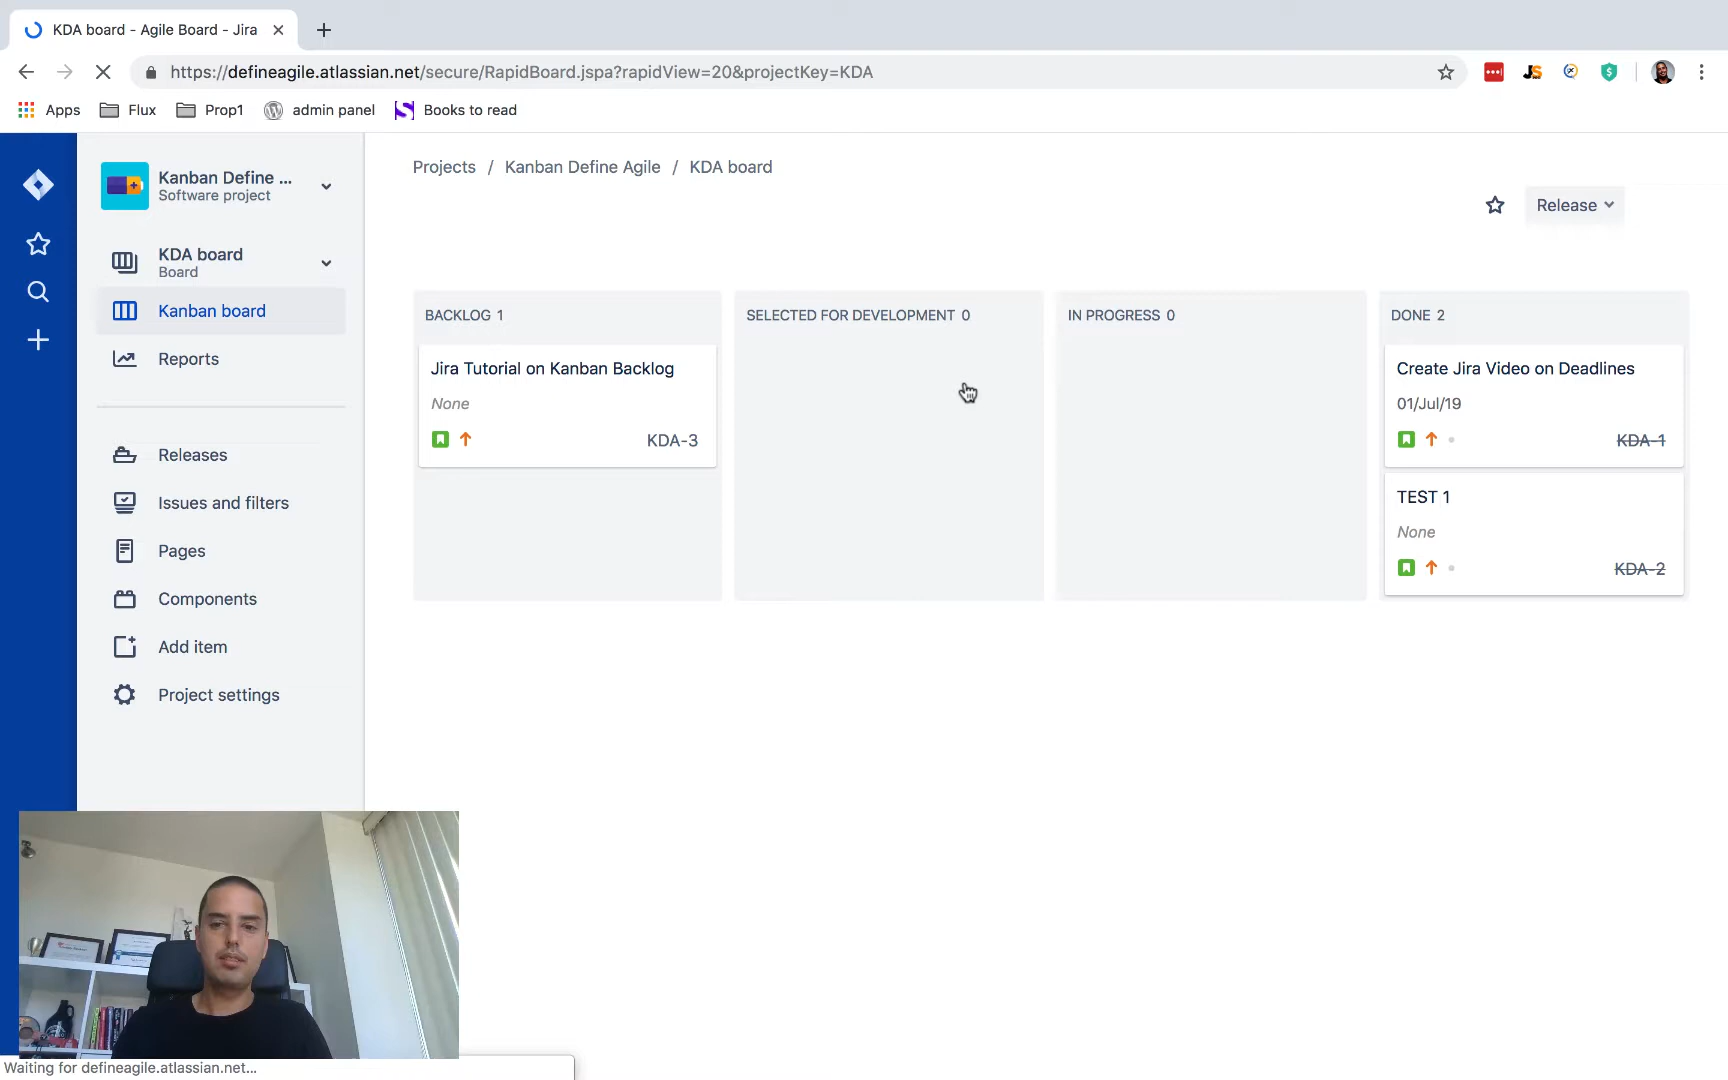 KDA board - Agile Board - Jira
https://defineagile.atlassian.net/secure/RapidBoard.jspa?rapidView=20&projectKey=KDA
JS
Apps
Flux
Prop1
admin panel
Books to read
Kanban Define ...
Software project
KDA board
Board
Kanban board
Reports
Releases
Issues and filters
Pages
Components
Add item
Project settings
Projects / Kanban Define Agile / KDA board
Release
BACKLOG 1
Jira Tutorial on Kanban Backlog
None
KDA-3
SELECTED FOR DEVELOPMENT 0
IN PROGRESS 0
DONE 2
Create Jira Video on Deadlines
01/Jul/19
KDA-1
TEST 1
None
KDA-2
Waiting for defineagile.atlassian.net...